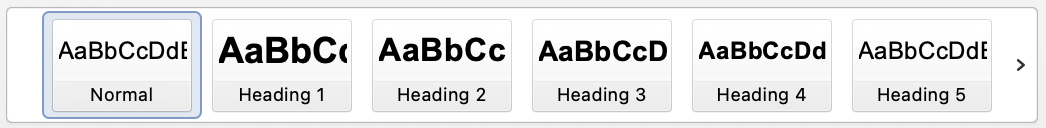 AaBbCcDdE AaBbCc AaBbCc AaBbCcD AaBbCcDd AaBbCcDdE
Normal Heading 1 Heading 2 Heading 3 Heading 4 Heading 5